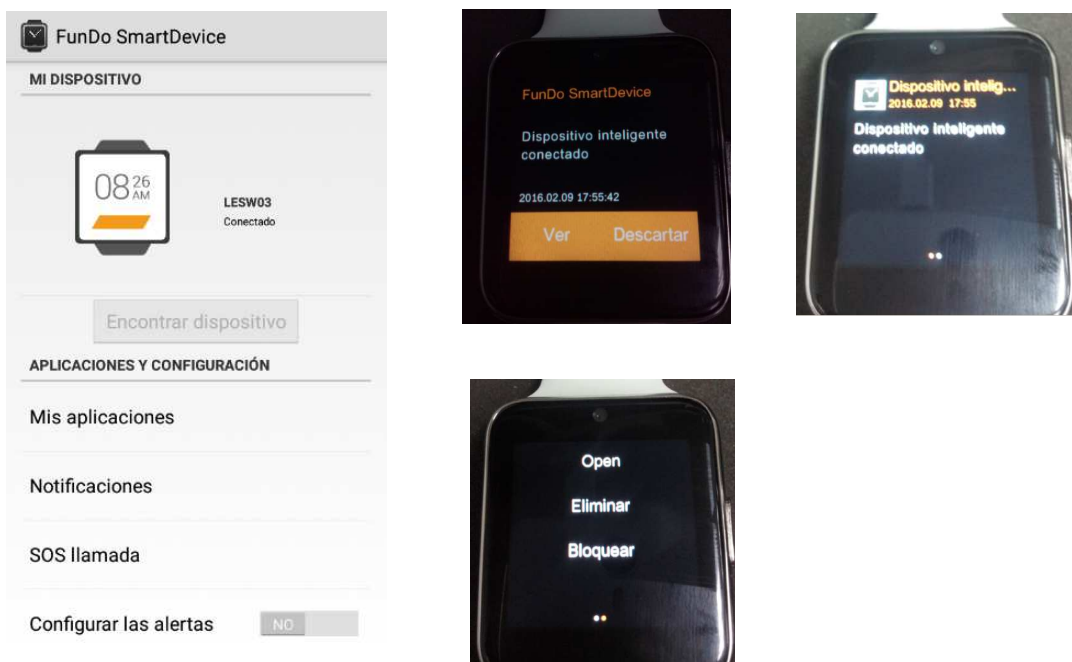 FunDo SmartDevice
MI DISPOSITIVO
08 26
AM
LESW03
Conectado
Encontrar dispositivo
APLICACIONES Y CONFIGURACIÓN
Mis aplicaciones
Notificaciones
SOS llamada
Configurar las alertas NO
FunDo SmartDevice
Dispositivo inteligente
conectado
2016.02.09 17:55:42
Ver Descartar
Dispositivo intelig...
2016.02.09 17:55
Dispositivo inteligente
conectado
Open
Eliminar
Bloquear